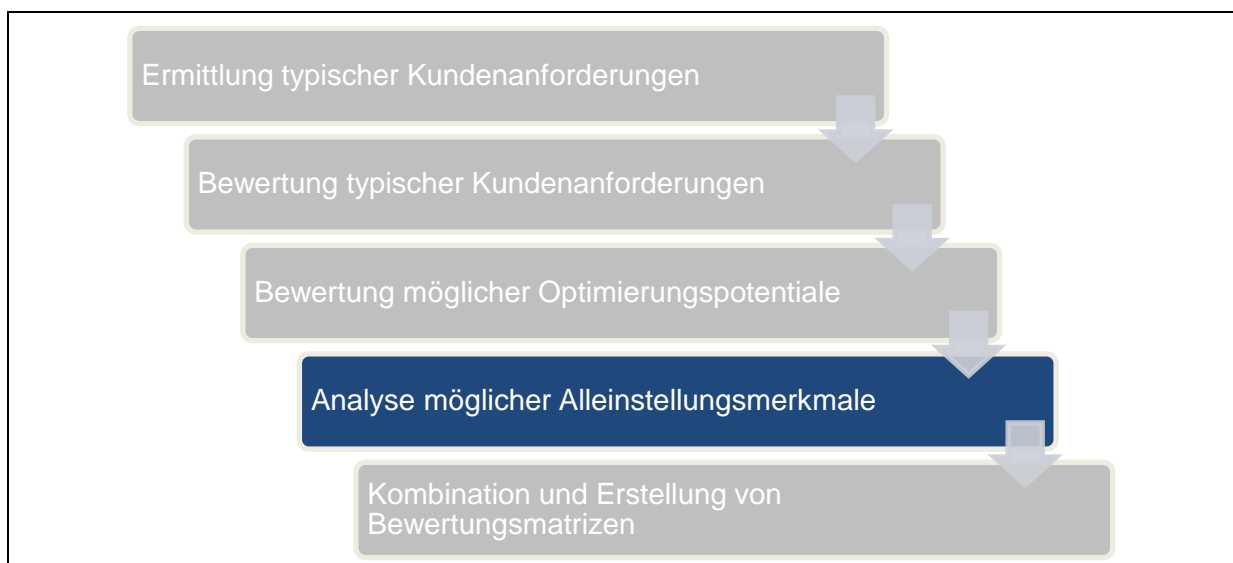 Ermittlung typischer Kundenanforderungen
Bewertung typischer Kundenanforderungen
Bewertung möglicher Optimierungspotentiale
Analyse möglicher Alleinstellungsmerkmale
Kombination und Erstellung von
Bewertungsmatrizen